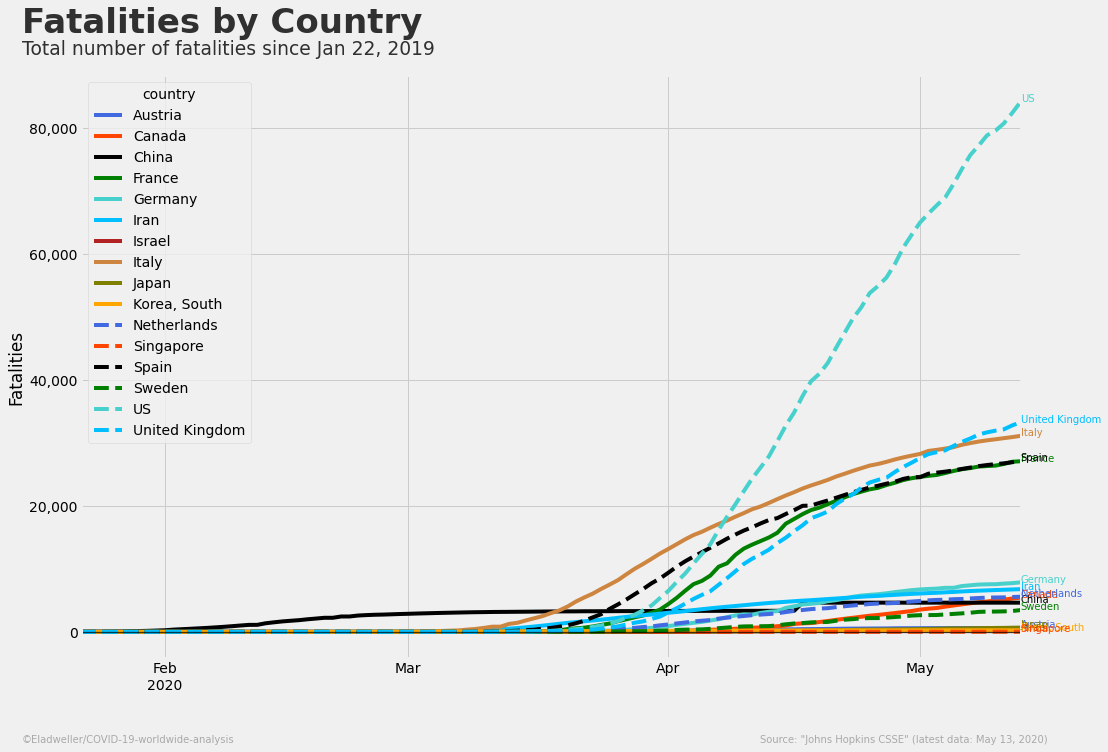 Fatalities by Country
Total number of fatalities since Jan 22, 2019
country
Austria
Canada
China
France
Germany
Iran
Israel
Italy
Japan
Korea, South
Netherlands
Singapore
Spain
Sweden
US
United Kingdom
Fatalities
80,000
60,000
40,000
20,000
0
Feb
2020
Mar
Apr
May
US
United Kingdom
Italy
Spain
France
Germany
Iran
Netherlands
China
Sweden
Austria
Singapore
©Eladweller/COVID-19-worldwide-analysis
Source: "Johns Hopkins CSSE" (latest data: May 13, 2020)